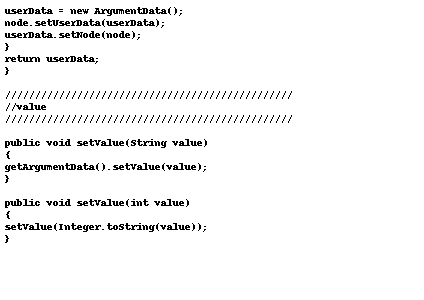 userData = new ArgumentData();
node.setUserData(userData);
userData.setNode(node);
}
return userData;
}
////////////////////////////////////////////////
//value
////////////////////////////////////////////////
public void setValue(String value)
{
getArgumentData().setValue(value);
}
public void setValue(int value)
{
setValue(Integer.toString(value));
}